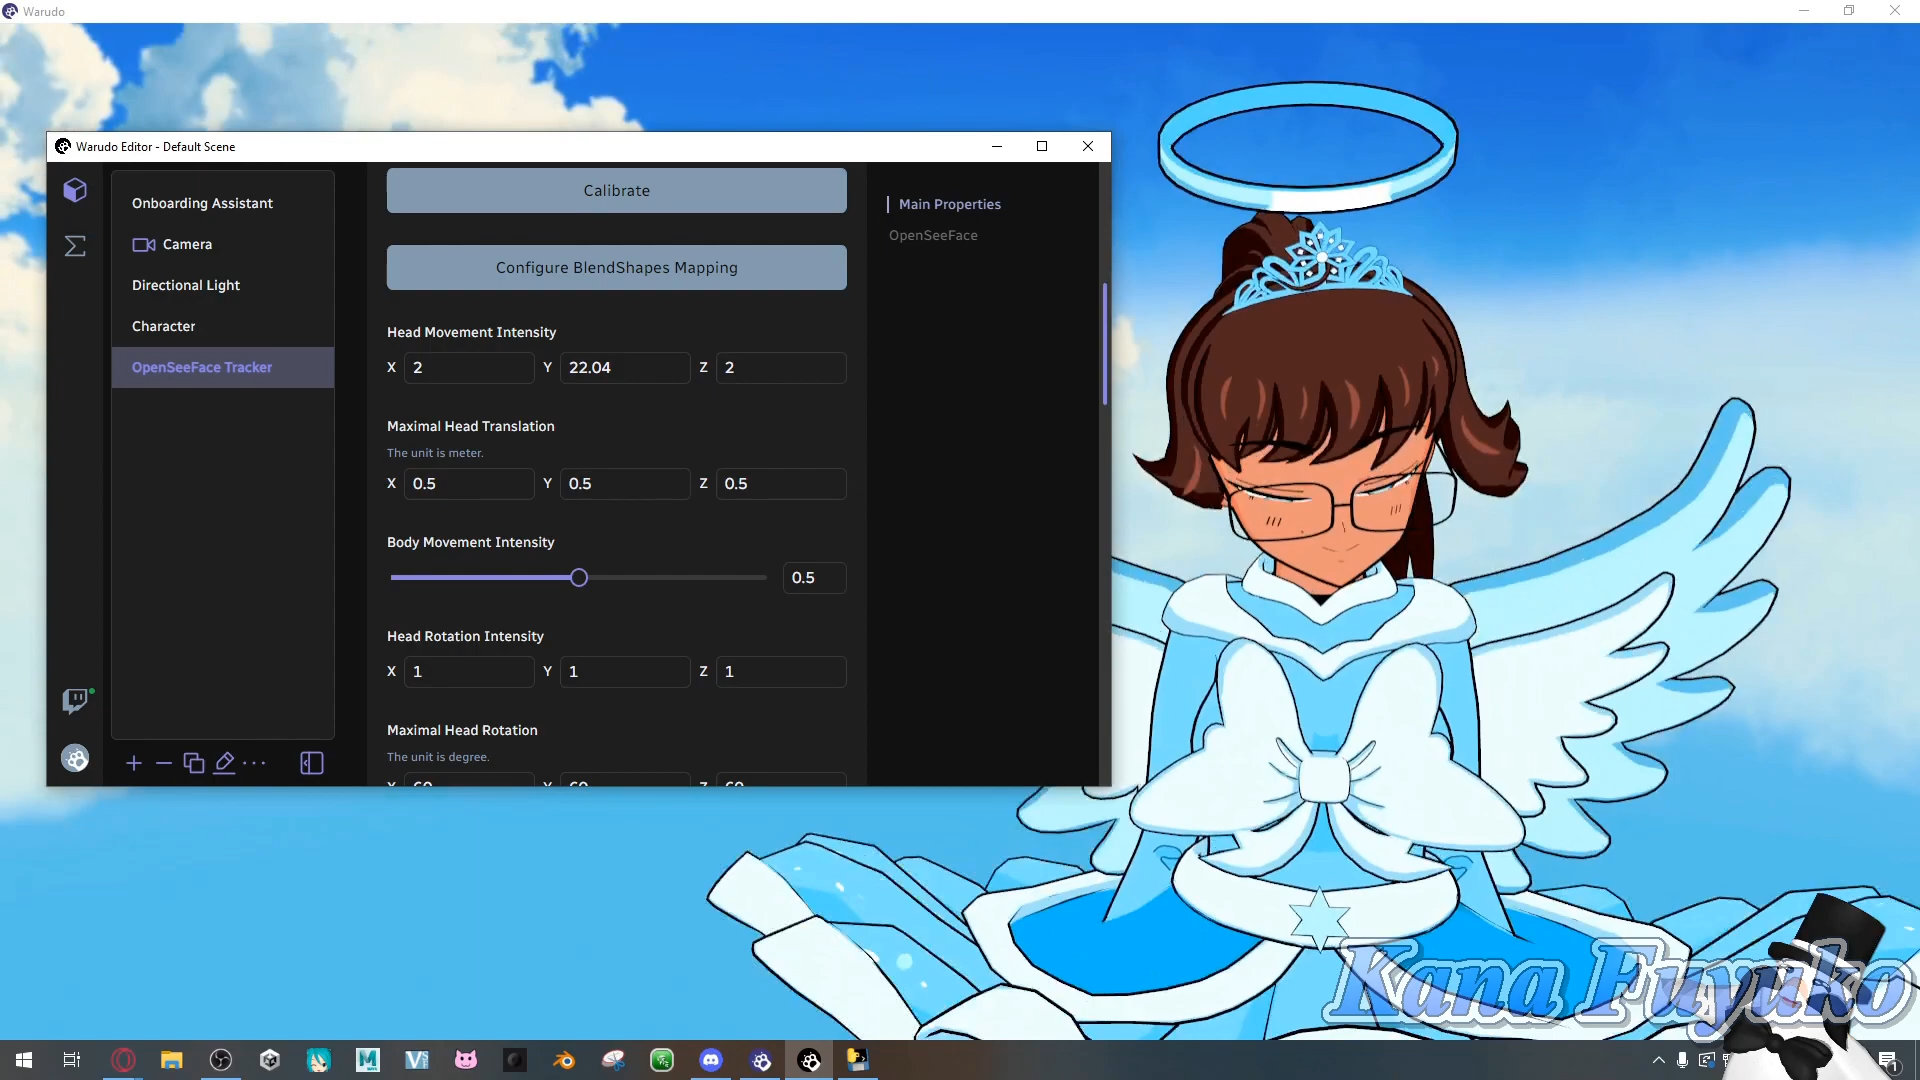 Warudo
Warudo Editor - Default Scene
Onboarding Assistant
Camera
Directional Light
Character
OpenSeeFace Tracker
Calibrate
Configure BlendShapes Mapping
Head Movement Intensity
X 2 Y 22.04 Z 2
Maximal Head Translation
The unit is meter.
X 0.5 Y 0.5 Z 0.5
Body Movement Intensity
0.5
Head Rotation Intensity
X 1 Y 1 Z 1
Maximal Head Rotation
The unit is degree.
X 60 Y 60 Z 60
Main Properties
OpenSeeFace
Kana Fuyuko